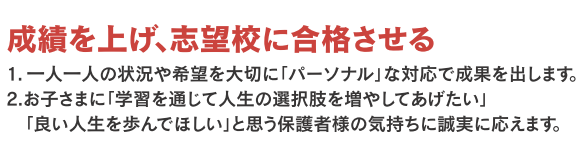 成績を上げ、志望校に合格させる
1. 一人一人の状況や希望を大切に「パーソナル」な対応で成果を出します。
2.お子さまに「学習を通じて人生の選択肢を増やしてあげたい」
「良い人生を歩んでほしい」と思う保護者様の気持ちに誠実に応えます。